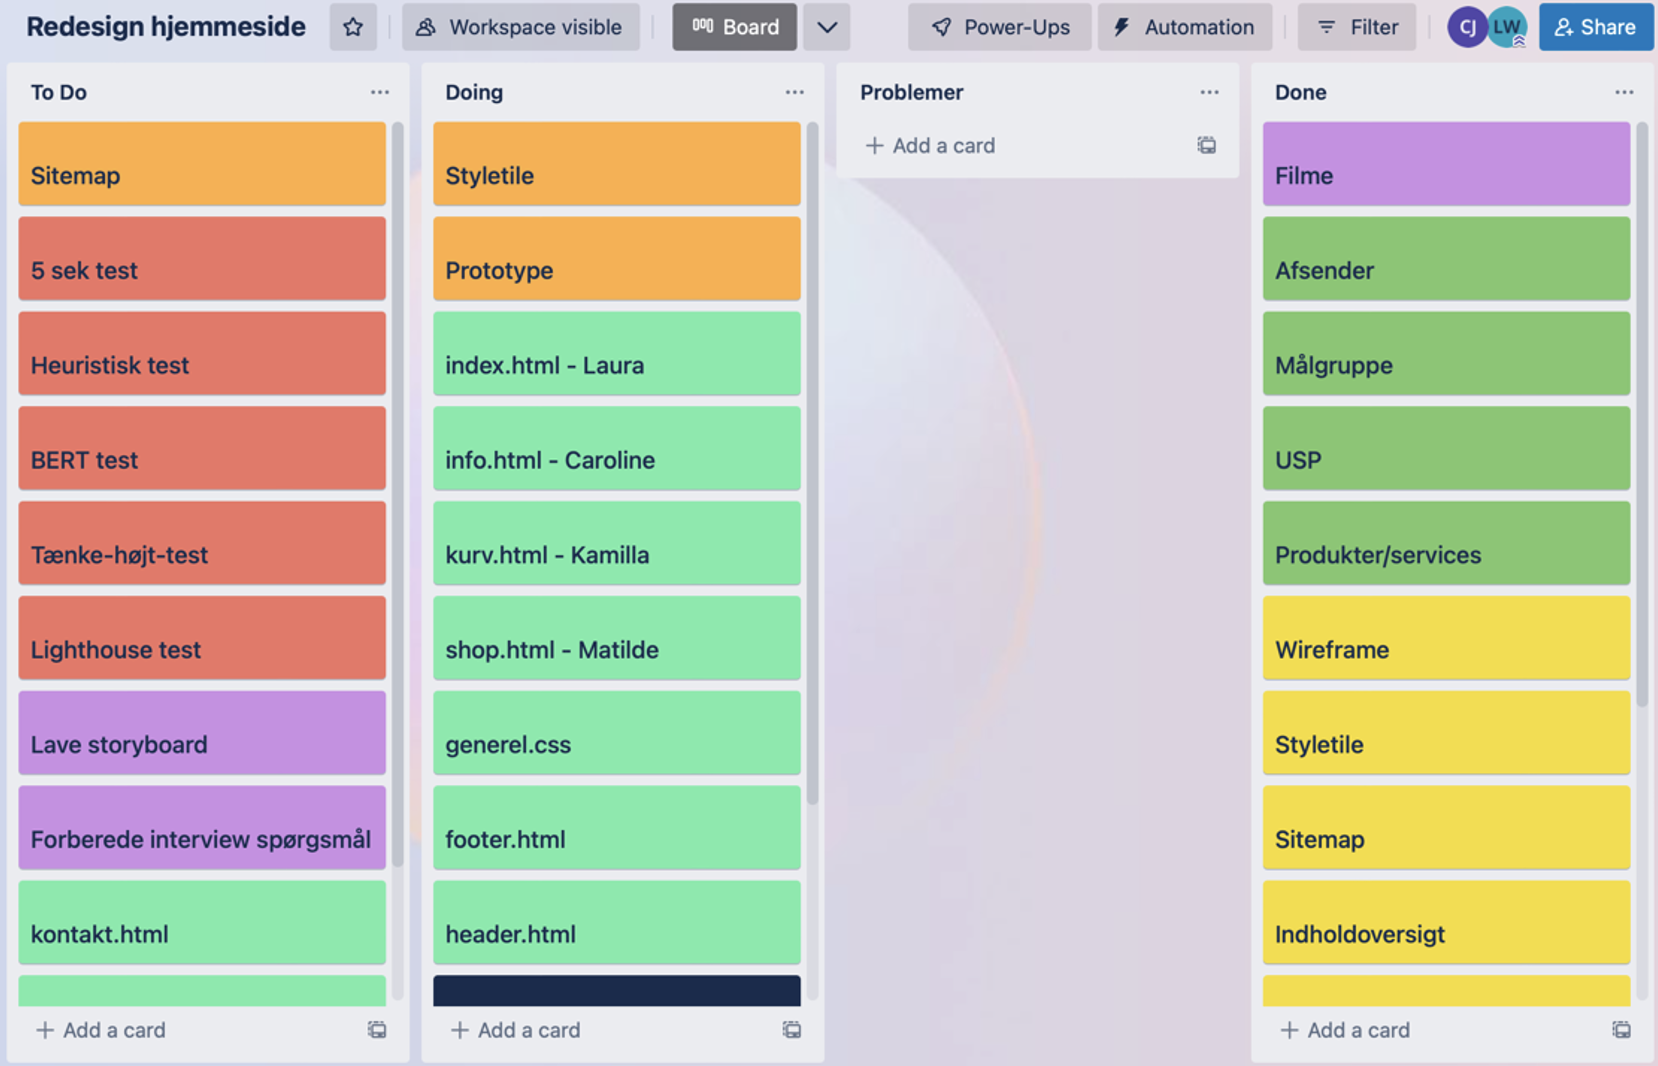 Redesign hjemmeside
Workspace visible
Board
Power-Ups
Automation
Filter
CJ
LW
Share
To Do
Sitemap
5 sek test
Heuristisk test
BERT test
Tænke-højt-test
Lighthouse test
Lave storyboard
Forberede interview spørgsmål
kontakt.html
Add a card
Doing
Styletile
Prototype
index.html - Laura
info.html - Caroline
kurv.html - Kamilla
shop.html - Matilde
generel.css
footer.html
header.html
Add a card
Problemer
Add a card
Done
Filme
Afsender
Målgruppe
USP
Produkter/services
Wireframe
Styletile
Sitemap
Indholdoversigt
Add a card